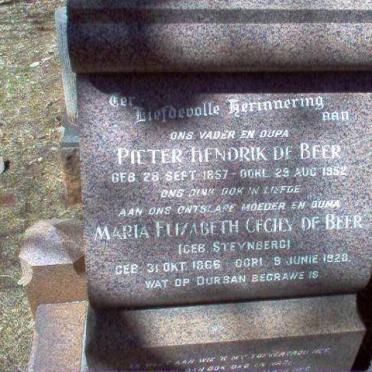 Ter
Liefdevolle Herinnering
aan
ONS VADER EN OUPA
PIETER HENDRIK DE BEER
GEB. 28 SEPT. 1857 - OORL. 29 AUG. 1952
ONS DINK OOK IN LIEFDE
AAN ONS ONTSLAPE MOEDER EN OUMA
MARIA ELIZABETH CECILY DE BEER
(GEB. STEYNBERG)
GEB. 31 OKT. 1866 OORL. 9 JUNIE 1928.
WAT OP DURBAN BEGRAWE IS